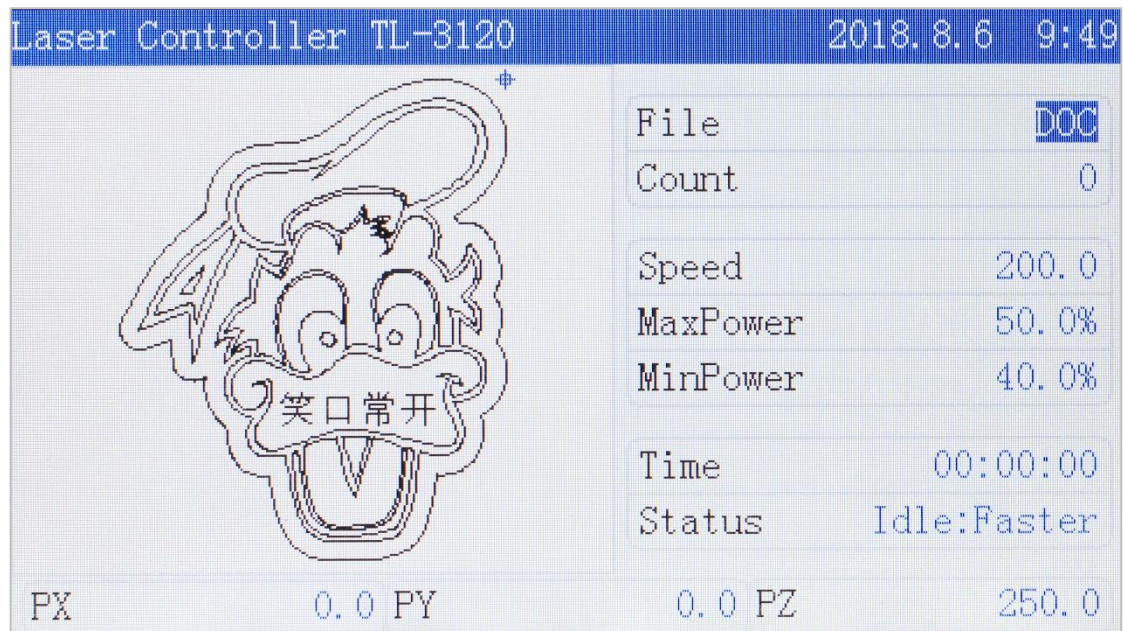 Laser Controller TL-3120 2018. 8. 6 9:49
File DOC
Count 0
Speed 200. 0
MaxPower 50. 0%
MinPower 40. 0%
笑口常开
Time 00:00:00
Status Idle:Faster
PX 0. 0 PY 0. 0 PZ 250. 0